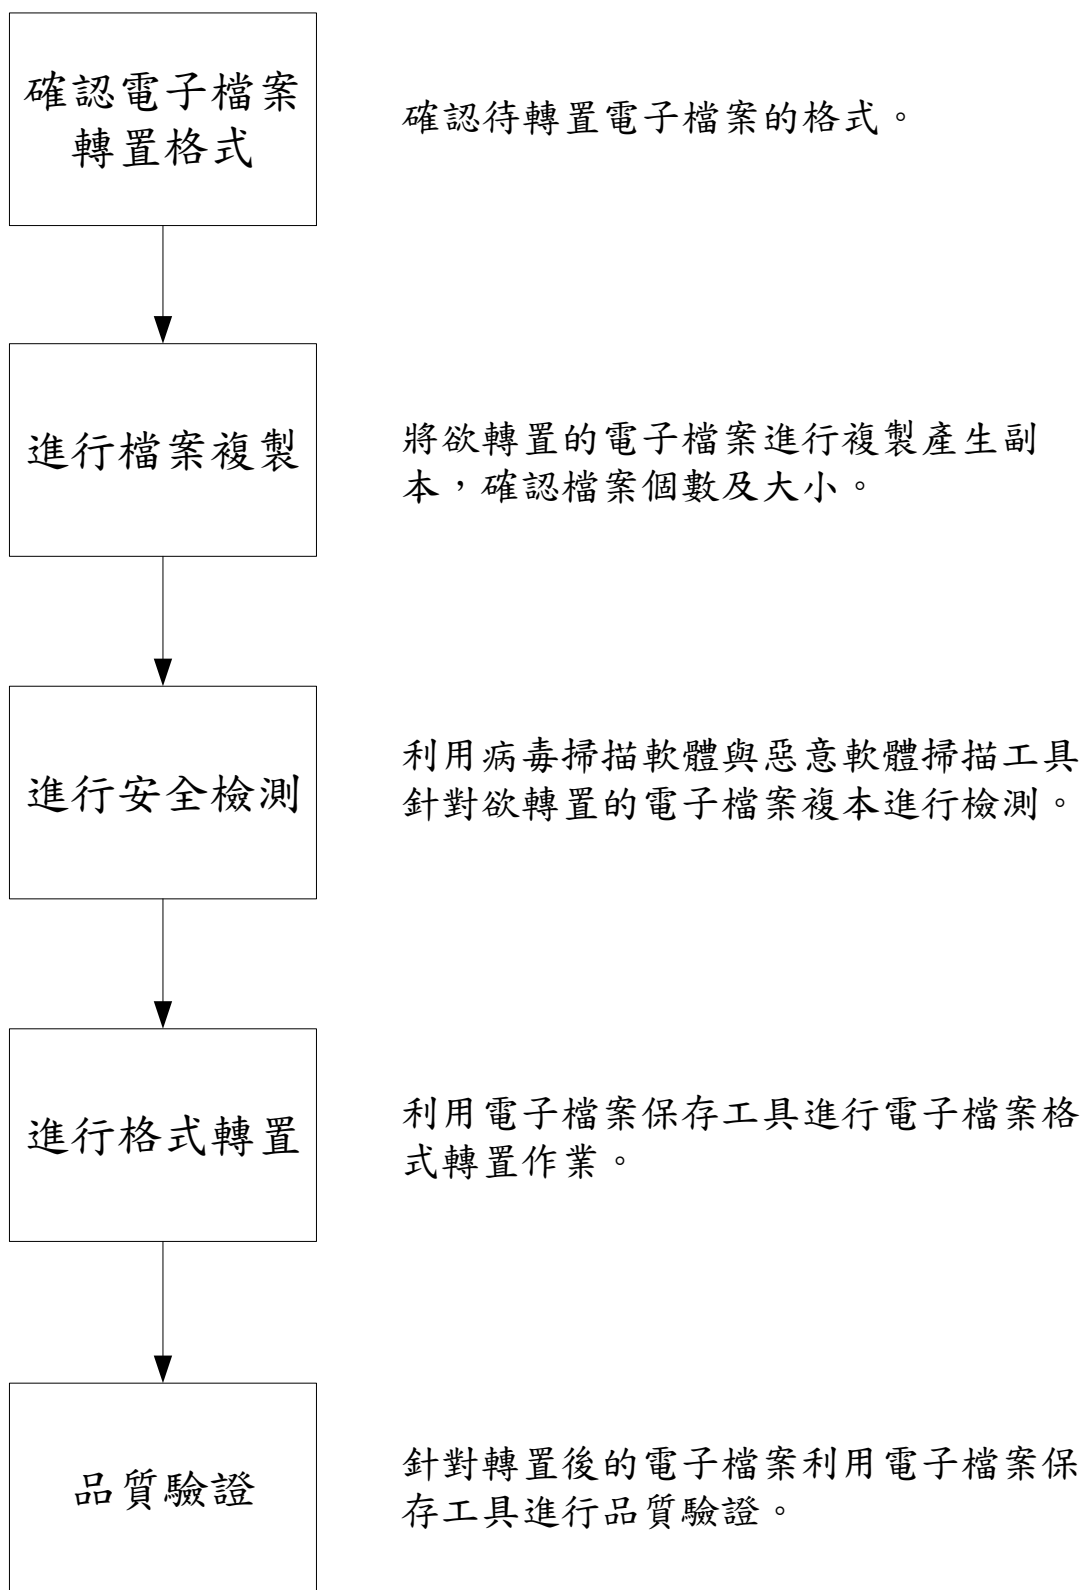 確認電子檔案
轉置格式
確認待轉置電子檔案的格式。
進行檔案複製
將欲轉置的電子檔案進行複製產生副
本，確認檔案個數及大小。
進行安全檢測
利用病毒掃描軟體與惡意軟體掃描工具
針對欲轉置的電子檔案複本進行檢測。
進行格式轉置
利用電子檔案保存工具進行電子檔案格
式轉置作業。
品質驗證
針對轉置後的電子檔案利用電子檔案保
存工具進行品質驗證。